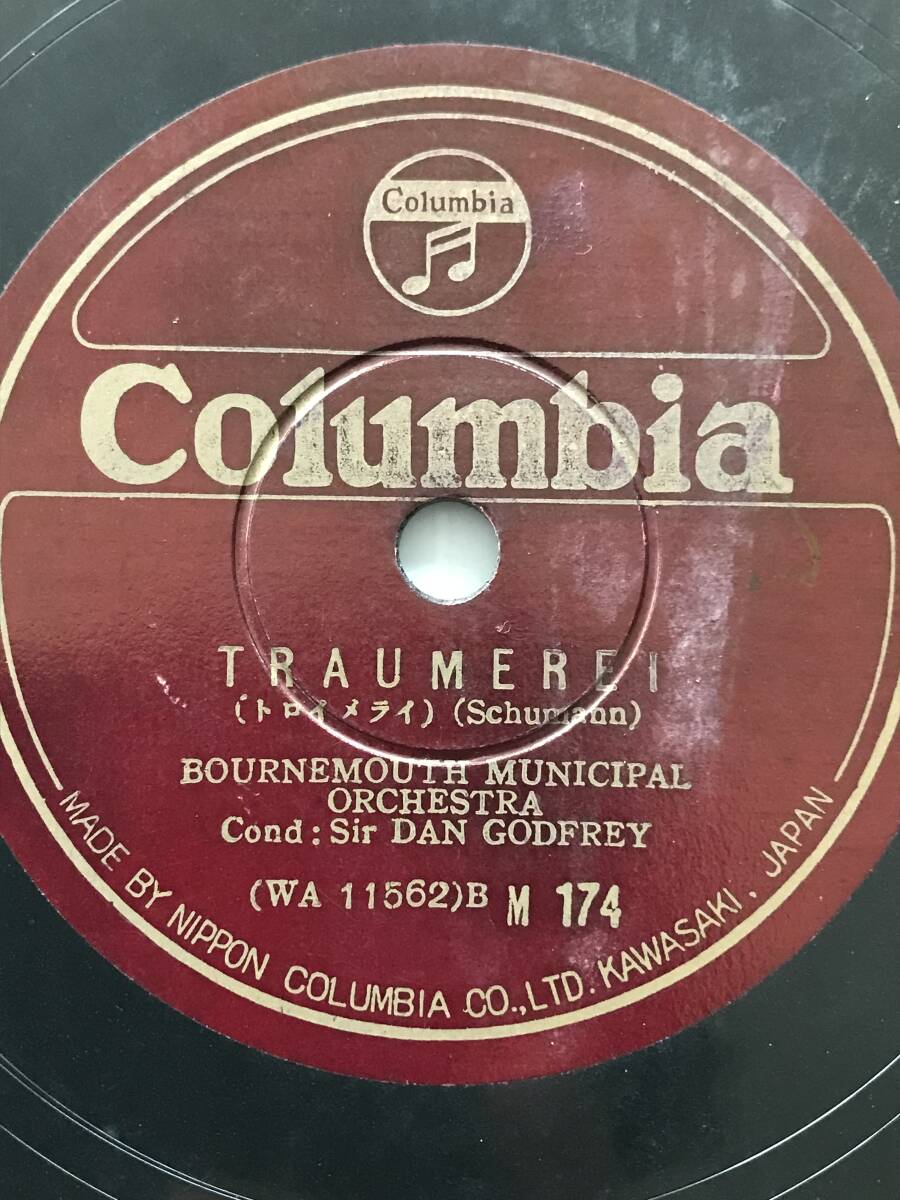 Columbia
Columbia
TRAUMEREI
(トロイメライ) (Schumann)
BOURNEMOUTH MUNICIPAL
ORCHESTRA
Cond: Sir DAN GODFREY
(WA 11562)B M 174
MADE BY NIPPON COLUMBIA CO.,LTD. KAWASAKI, JAPAN